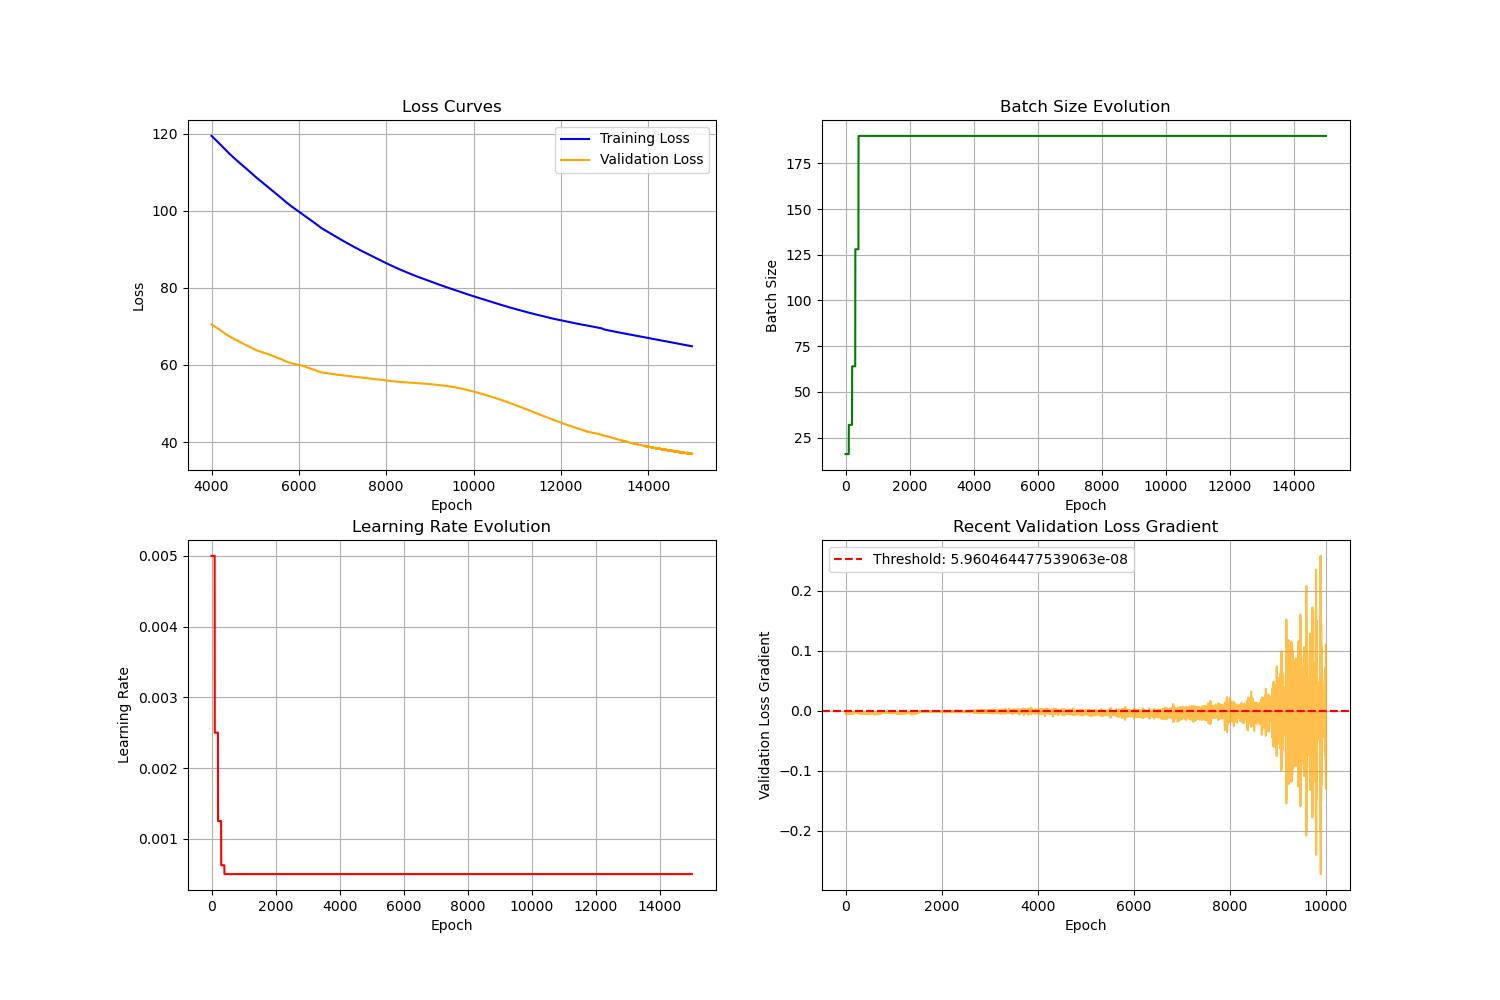 Loss Curves
120
100
80
60
40
Loss
Training Loss
Validation Loss
4000 6000 8000 10000 12000 14000
Epoch
Batch Size Evolution
175
150
125
100
75
50
25
Batch Size
0 2000 4000 6000 8000 10000 12000 14000
Epoch
Learning Rate Evolution
0.005
0.004
0.003
0.002
0.001
Learning Rate
0 2000 4000 6000 8000 10000 12000 14000
Epoch
Recent Validation Loss Gradient
Threshold: 5.960464477539063e-08
0.2
0.1
0.0
−0.1
−0.2
Validation Loss Gradient
0 2000 4000 6000 8000 10000
Epoch